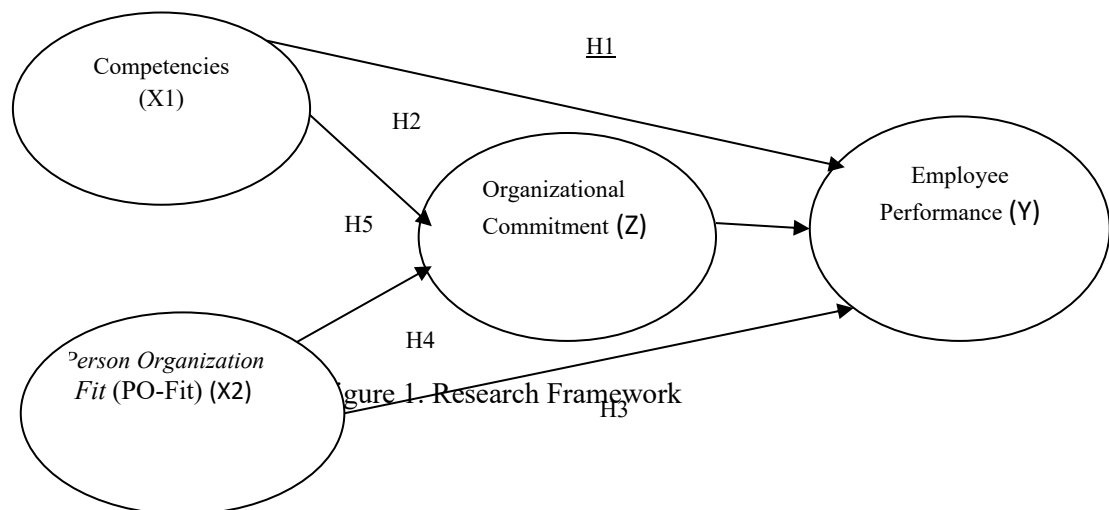 H1
Competencies
(X1)
H2
Organizational
Commitment (Z)
Employee
Performance (Y)
H5
H4
Person Organization
Fit (PO-Fit) (X2)
gure 1. Research Framework
H3